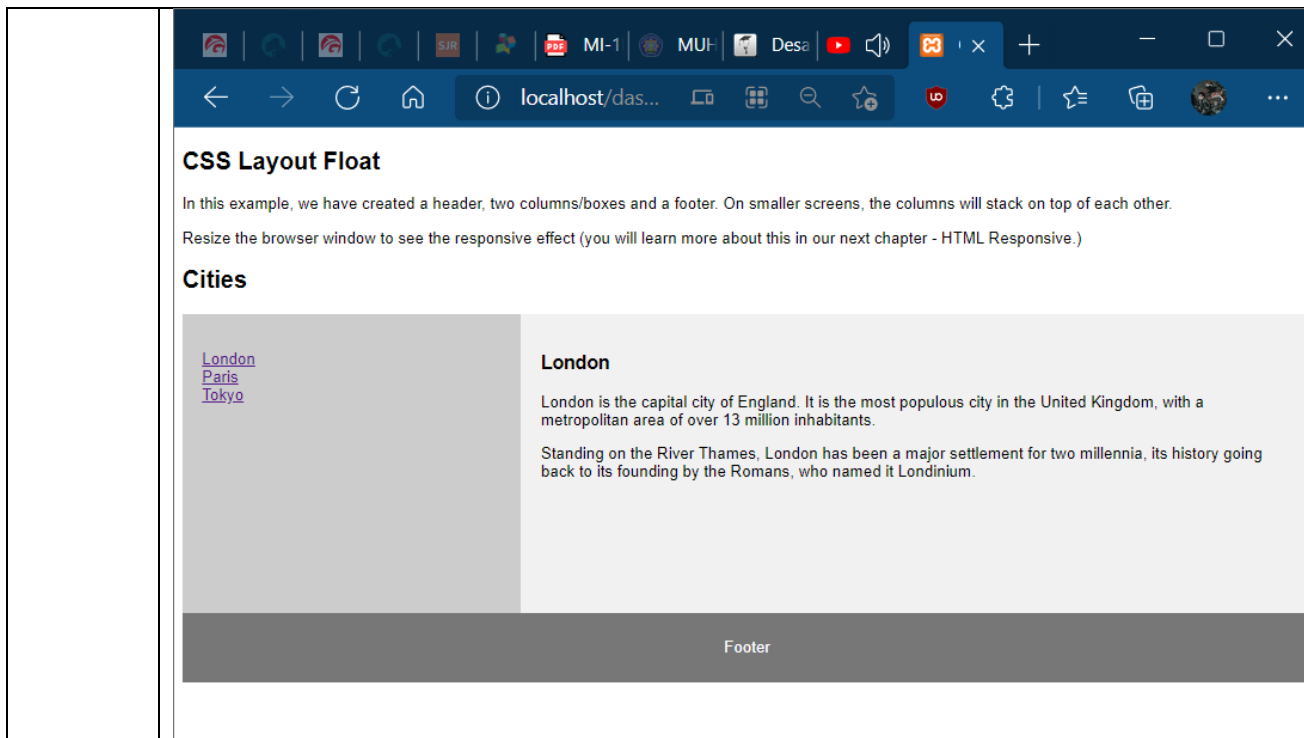 SJR
PDF MI-1 MUH Desa
localhost/das...
CSS Layout Float
In this example, we have created a header, two columns/boxes and a footer. On smaller screens, the columns will stack on top of each other.
Resize the browser window to see the responsive effect (you will learn more about this in our next chapter - HTML Responsive.)
Cities
London
Paris
Tokyo
London
London is the capital city of England. It is the most populous city in the United Kingdom, with a
metropolitan area of over 13 million inhabitants.
Standing on the River Thames, London has been a major settlement for two millennia, its history going
back to its founding by the Romans, who named it Londinium.
Footer